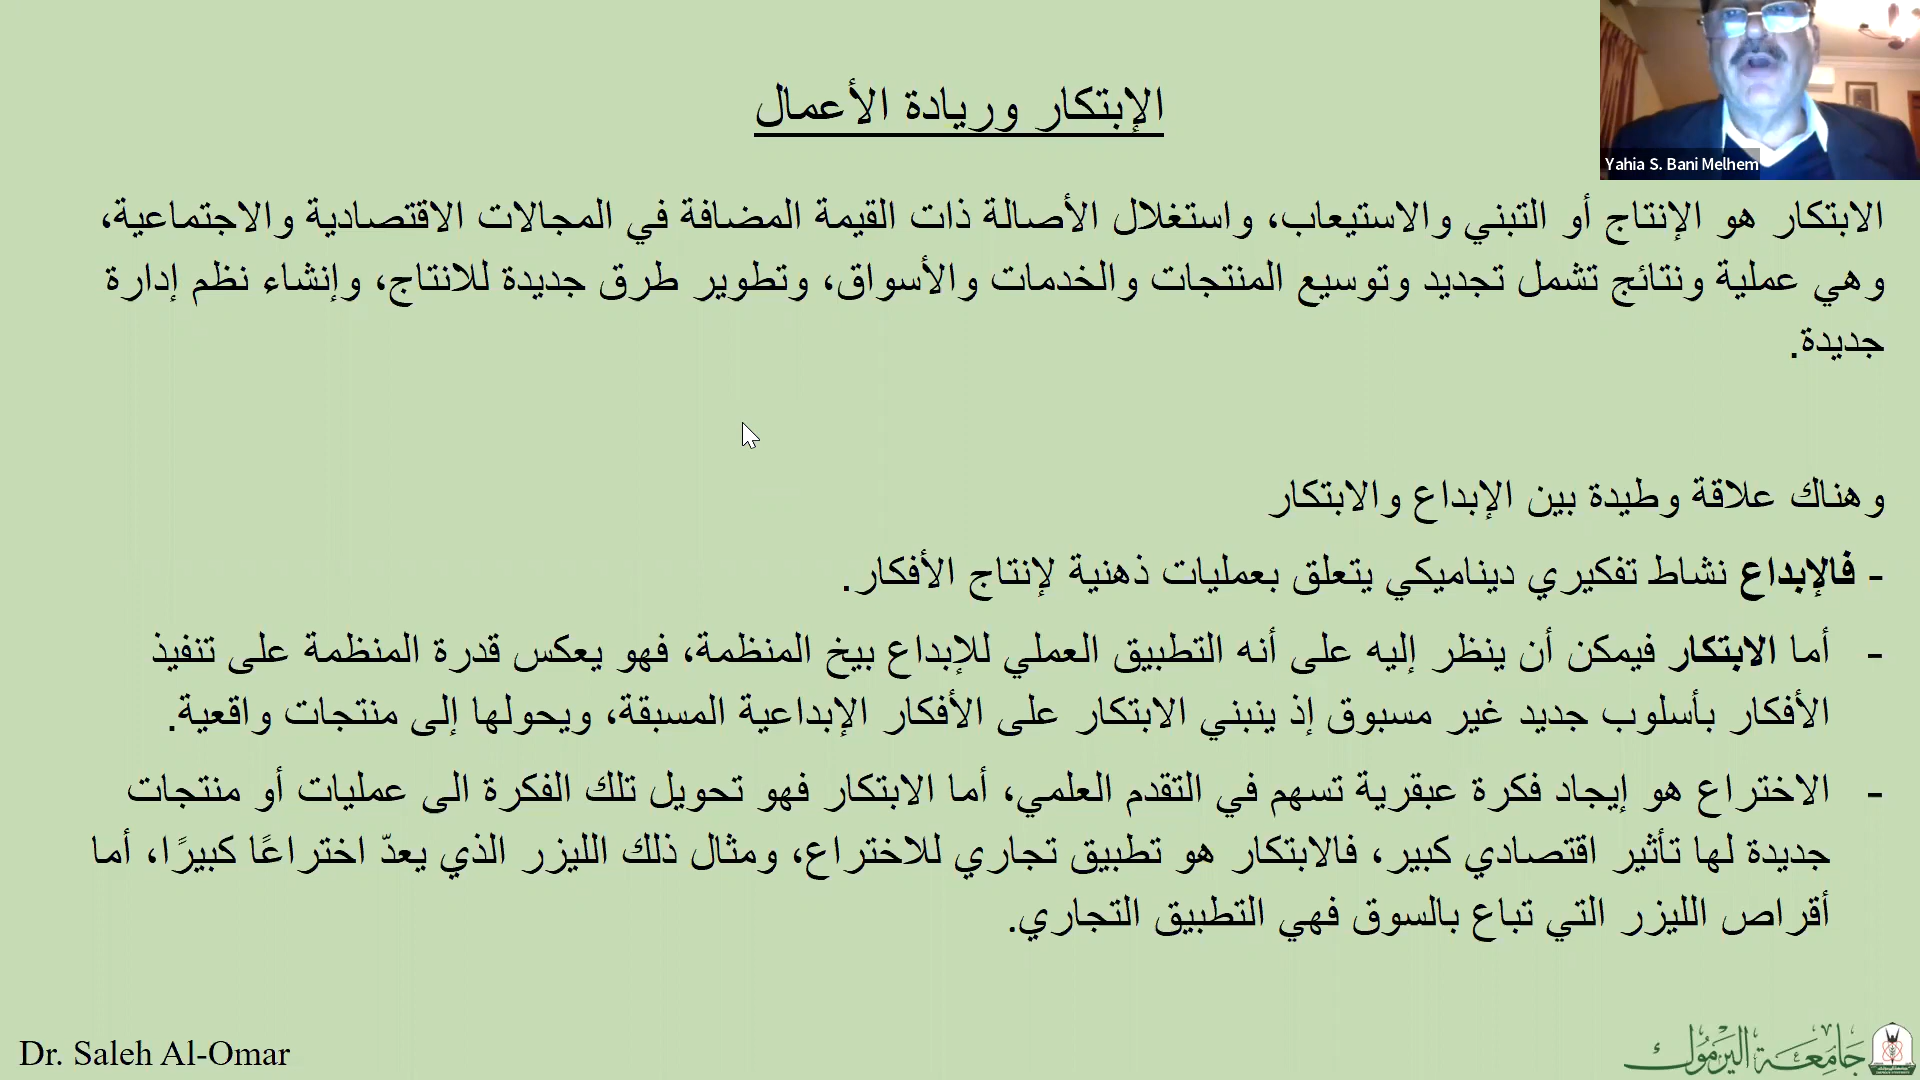 الإبتكار وريادة الأعمال
Yahia S. Bani Melhem
الابتكار هو الإنتاج أو التبني والاستيعاب، واستغلال الأصالة ذات القيمة المضافة في المجالات الاقتصادية والاجتماعية،
وهي عملية ونتائج تشمل تجديد وتوسيع المنتجات والخدمات والأسواق، وتطوير طرق جديدة للانتاج، وإنشاء نظم إدارة
جديدة.
وهناك علاقة وطيدة بين الإبداع والابتكار
- فالإبداع نشاط تفكيري ديناميكي يتعلق بعمليات ذهنية لإنتاج الأفكار.
- أما الابتكار فيمكن أن ينظر إليه على أنه التطبيق العملي للإبداع بيخ المنظمة، فهو يعكس قدرة المنظمة على تنفيذ
الأفكار بأسلوب جديد غير مسبوق إذ ينبني الابتكار على الأفكار الإبداعية المسبقة، ويحولها إلى منتجات واقعية.
- الاختراع هو إيجاد فكرة عبقرية تسهم في التقدم العلمي، أما الابتكار فهو تحويل تلك الفكرة الى عمليات أو منتجات
جديدة لها تأثير اقتصادي كبير، فالابتكار هو تطبيق تجاري للاختراع، ومثال ذلك الليزر الذي يعدّ اختراعًا كبيرًا، أما
أقراص الليزر التي تباع بالسوق فهي التطبيق التجاري.
Dr. Saleh Al-Omar
جَامِعَة اليَرْمُوك